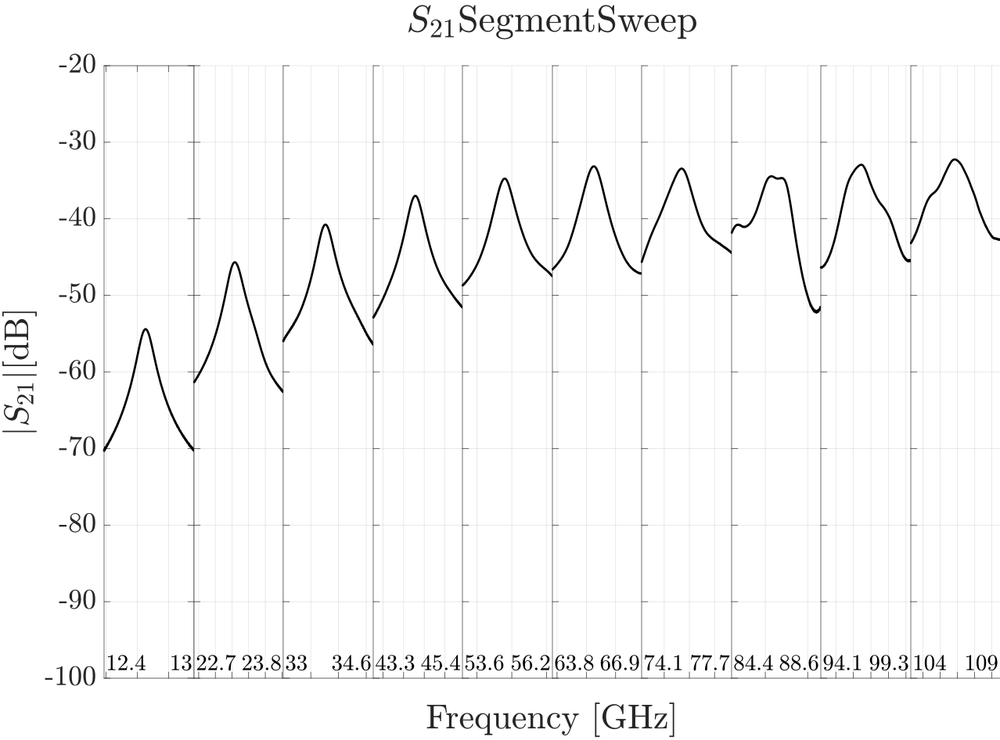 S21SegmentSweep
|S21||[dB]
-20
-30
-40
-50
-60
-70
-80
-90
-100
12.4 13 22.7 23.8 33 34.6 43.3 45.4 53.6 56.2 63.8 66.9 74.1 77.7 84.4 88.6 94.1 99.3 104 109
Frequency [GHz]